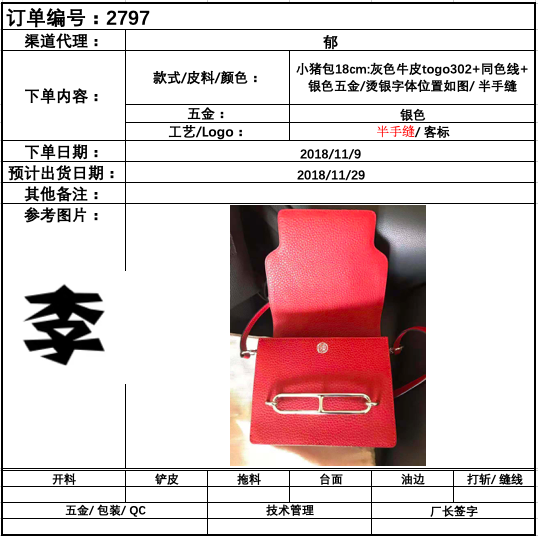 订单编号：2797
渠道代理：
郁
下单内容：
款式/皮料/颜色：
小猪包18cm:灰色牛皮togo302+同色线+
银色五金/烫银字体位置如图/ 半手缝
五金：
银色
工艺/Logo：
半手缝/ 客标
下单日期：
2018/11/9
预计出货日期：
2018/11/29
其他备注：
参考图片：
李
开料
铲皮
拖料
台面
油边
打斩/ 缝线
五金/ 包装/ QC
技术管理
厂长签字